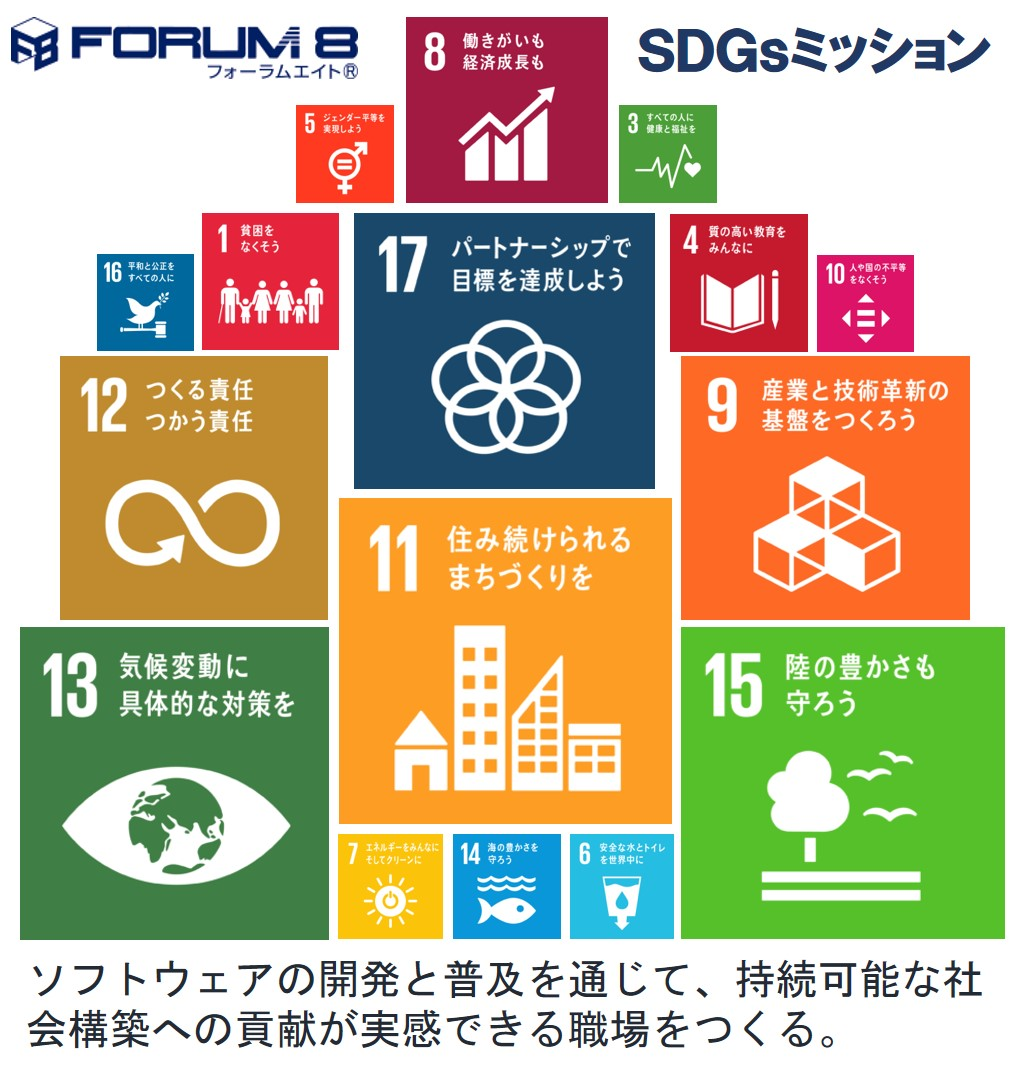 FORUM 8
フォーラムエイト®
SDGsミッション
8 働きがいも
経済成長も
5 ジェンダー平等を
実現しよう
3 すべての人に
健康と福祉を
1 貧困を
なくそう
17 パートナーシップで
目標を達成しよう
4 質の高い教育を
みんなに
16 平和と公正を
すべての人に
10 人や国の不平等
をなくそう
12 つくる責任
つかう責任
9 産業と技術革新の
基盤をつくろう
11 住み続けられる
まちづくりを
13 気候変動に
具体的な対策を
15 陸の豊かさも
守ろう
7 エネルギーをみんなに
そしてクリーンに
14 海の豊かさを
守ろう
6 安全な水とトイレ
を世界中に
ソフトウェアの開発と普及を通じて、持続可能な社
会構築への貢献が実感できる職場をつくる。